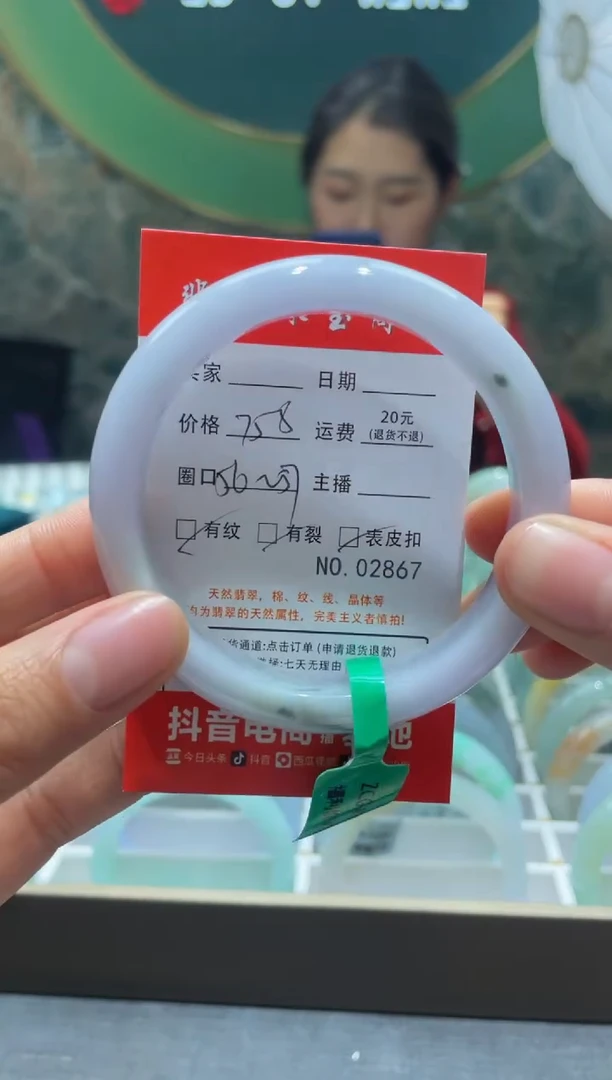 家 日期
价格 758 运费 20元
(退货不退)
圈口 56 主播
有纹 有裂 表皮扣
NO. 02867
天然翡翠，棉、纹、线、晶体等
为翡翠的天然属性，完美主义者慎拍!
传通道:点击订单 (申请退货退款)
七天无理由
抖音电商
今日头条 抖音 西瓜视频